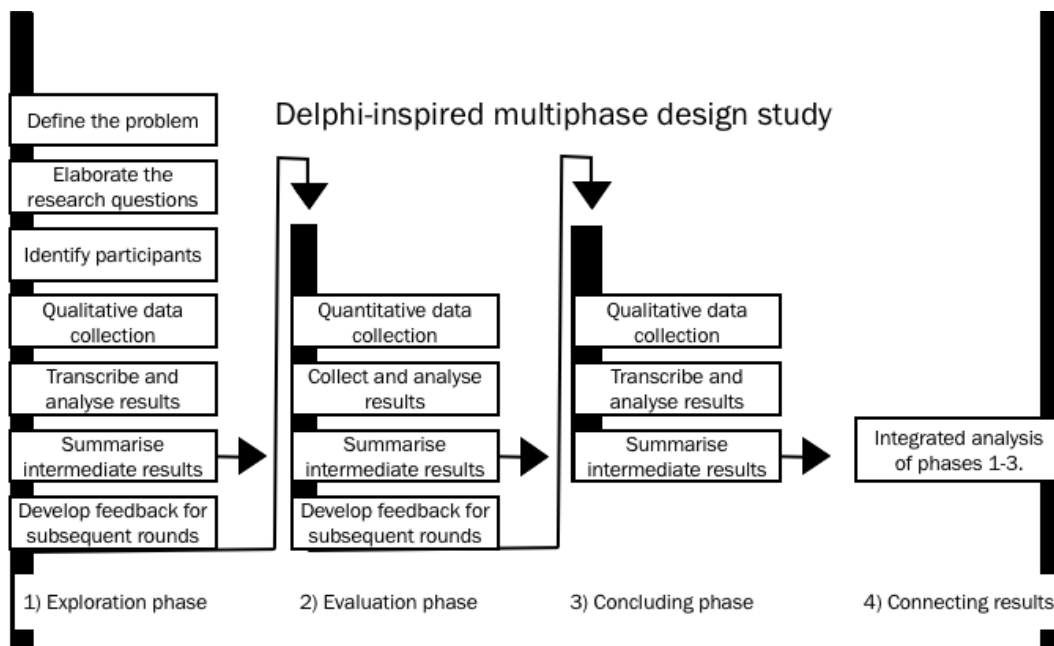 Delphi-inspired multiphase design study
Define the problem
Elaborate the
research questions
Identify participants
Qualitative data
collection
Transcribe and
analyse results
Summarise
intermediate results
Develop feedback for
subsequent rounds
1) Exploration phase
Quantitative data
collection
Collect and analyse
results
Summarise
intermediate results
Develop feedback for
subsequent rounds
2) Evaluation phase
Qualitative data
collection
Transcribe and
analyse results
Summarise
intermediate results
3) Concluding phase
Integrated analysis
of phases 1-3.
4) Connecting results